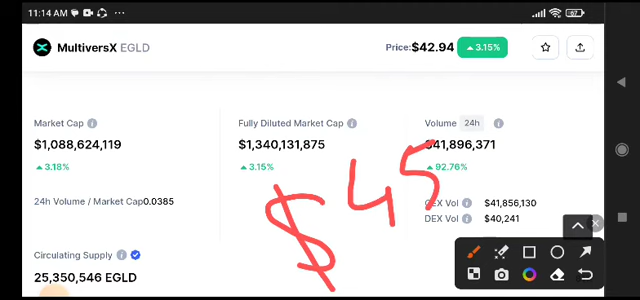 11:14 AM
67
MultiversX EGLD
Price:$42.94 3.15%
Market Cap
Fully Diluted Market Cap
Volume 24h
$1,088,624,119
$1,340,131,875
$41,896,371
3.18%
3.15%
92.76%
24h Volume / Market Cap0.0385
CEX Vol $41,856,130
DEX Vol $40,241
$45
Circulating Supply
25,350,546 EGLD